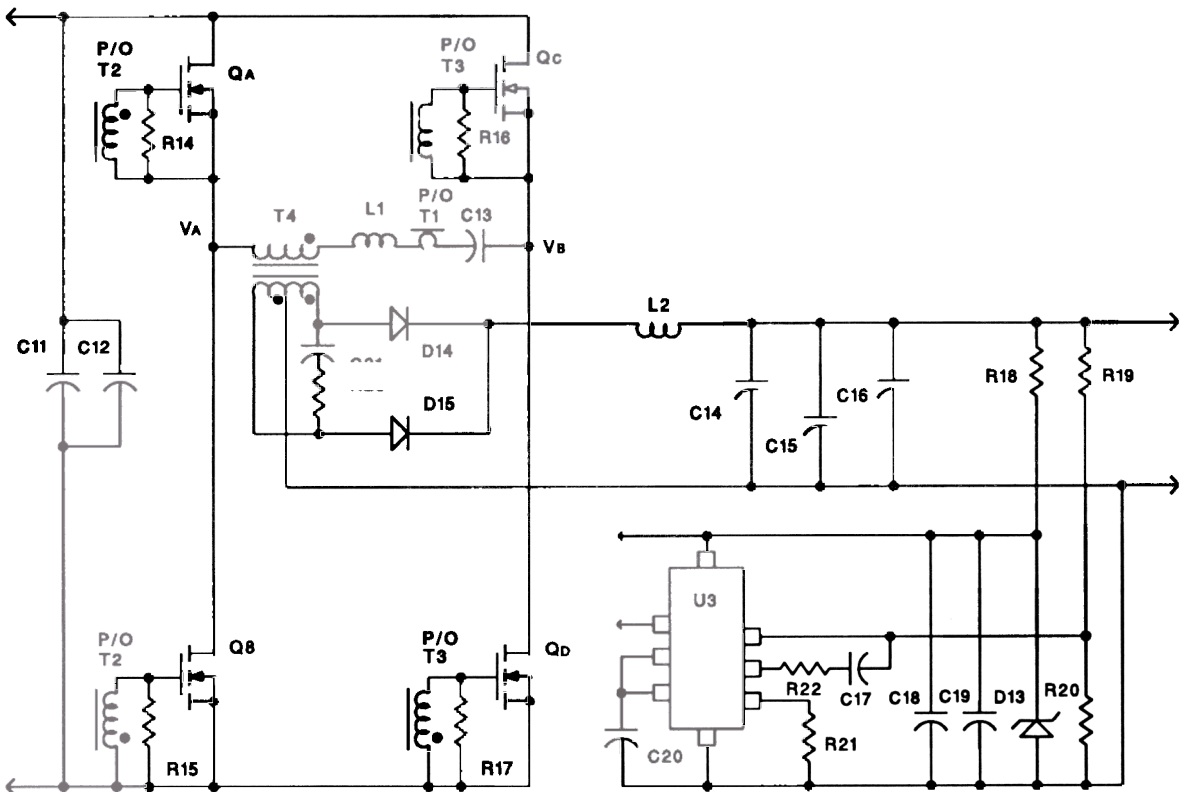 P/O
T2
QA
R14
P/O
T3
QC
R16
VA
T4
L1
P/O
T1
C13
VB
L2
C11
C12
D14
D15
C14
C15
C16
R18
R19
U3
P/O
T2
Q8
R15
P/O
T3
QD
R17
R22
C17
C18
C19
D13
R20
R21
C20